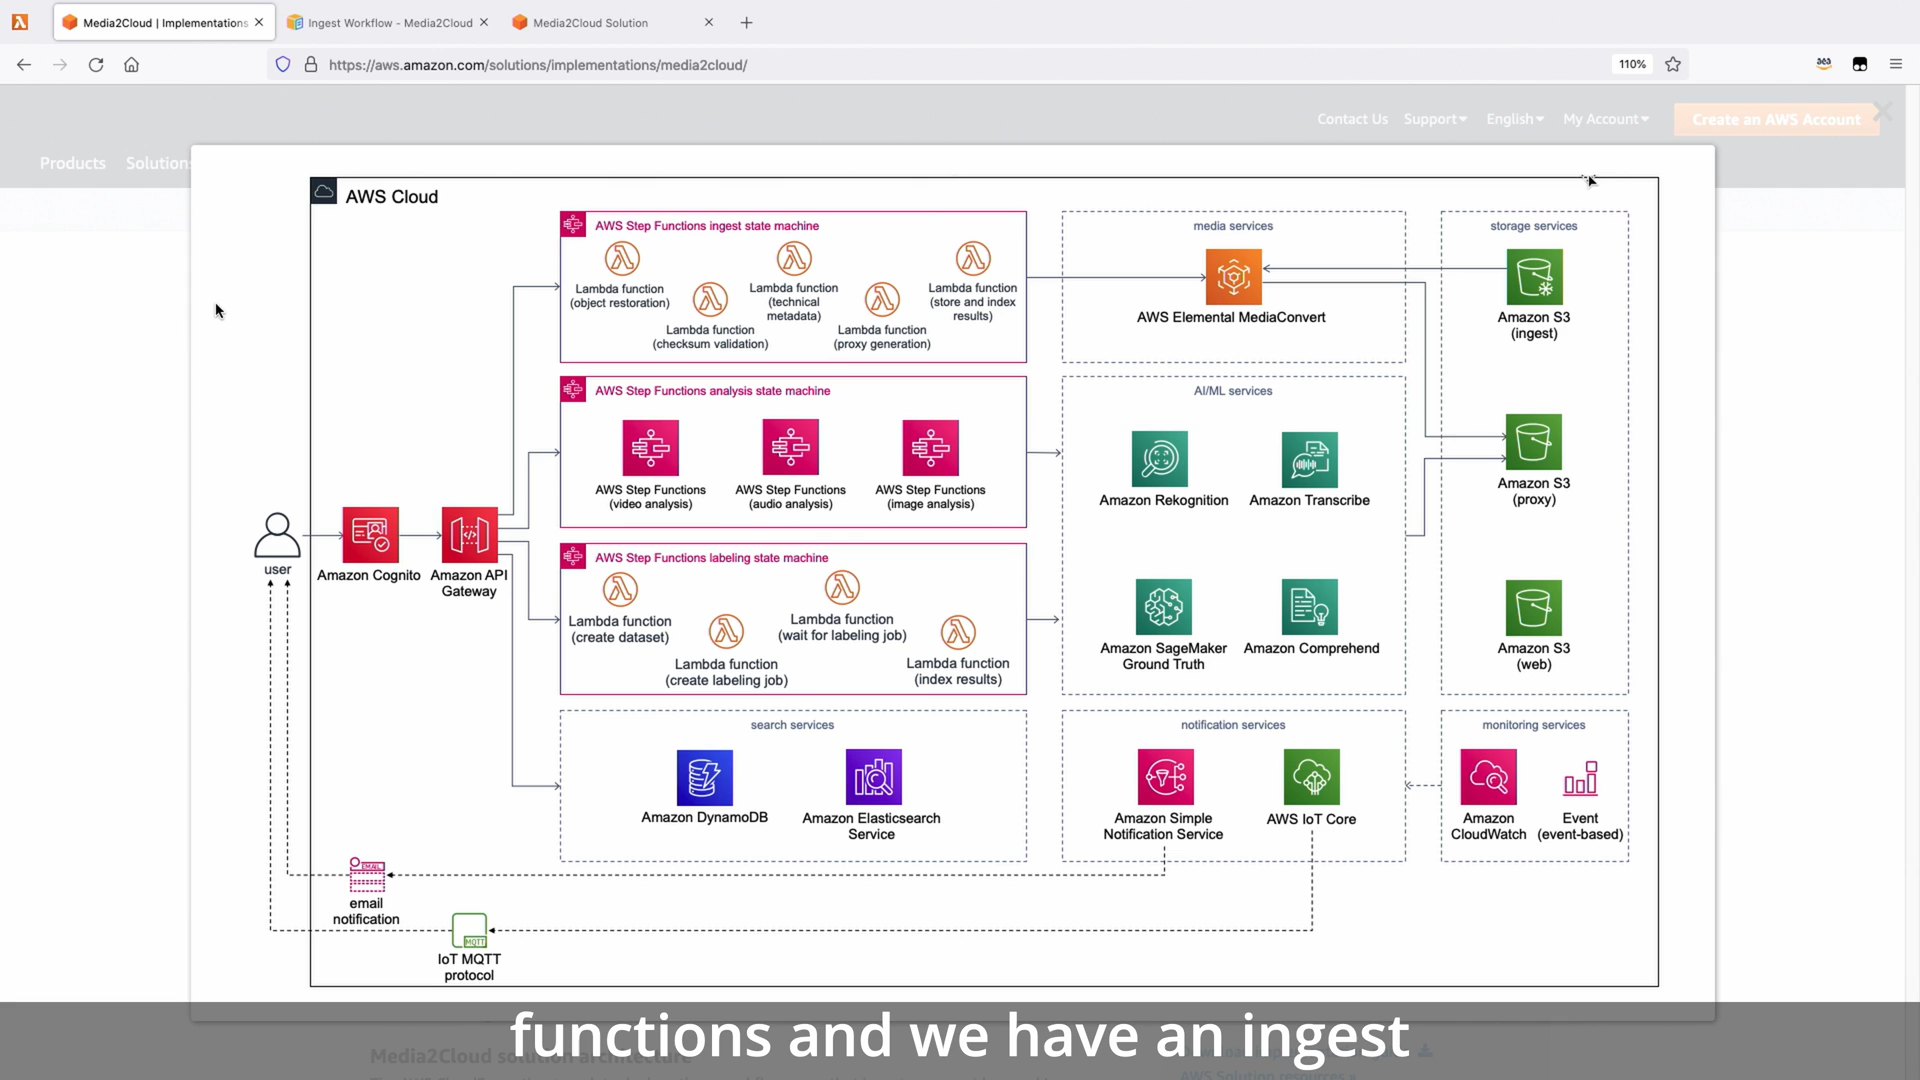 Media2Cloud | Implementations
Ingest Workflow - Media2Cloud
Media2Cloud Solution
https://aws.amazon.com/solutions/implementations/media2cloud/
110%
Contact Us
Support
English
My Account
Create an AWS Account
Products
Solutions
AWS Cloud
AWS Step Functions ingest state machine
Lambda function
(object restoration)
Lambda function
(checksum validation)
Lambda function
(technical
metadata)
Lambda function
(proxy generation)
Lambda function
(store and index
results)
media services
AWS Elemental MediaConvert
storage services
Amazon S3
(ingest)
AWS Step Functions analysis state machine
AWS Step Functions
(video analysis)
AWS Step Functions
(audio analysis)
AWS Step Functions
(image analysis)
AI/ML services
Amazon Rekognition
Amazon Transcribe
Amazon S3
(proxy)
user
Amazon Cognito
Amazon API
Gateway
AWS Step Functions labeling state machine
Lambda function
(create dataset)
Lambda function
(create labeling job)
Lambda function
(wait for labeling job)
Lambda function
(index results)
Amazon SageMaker
Ground Truth
Amazon Comprehend
Amazon S3
(web)
search services
Amazon DynamoDB
Amazon Elasticsearch
Service
notification services
Amazon Simple
Notification Service
AWS IoT Core
monitoring services
Amazon
CloudWatch
Event
(event-based)
EMAIL
email
notification
MQTT
IoT MQTT
protocol
functions and we have an ingest
Media2Cloud solution architecture
AWS Solution resources